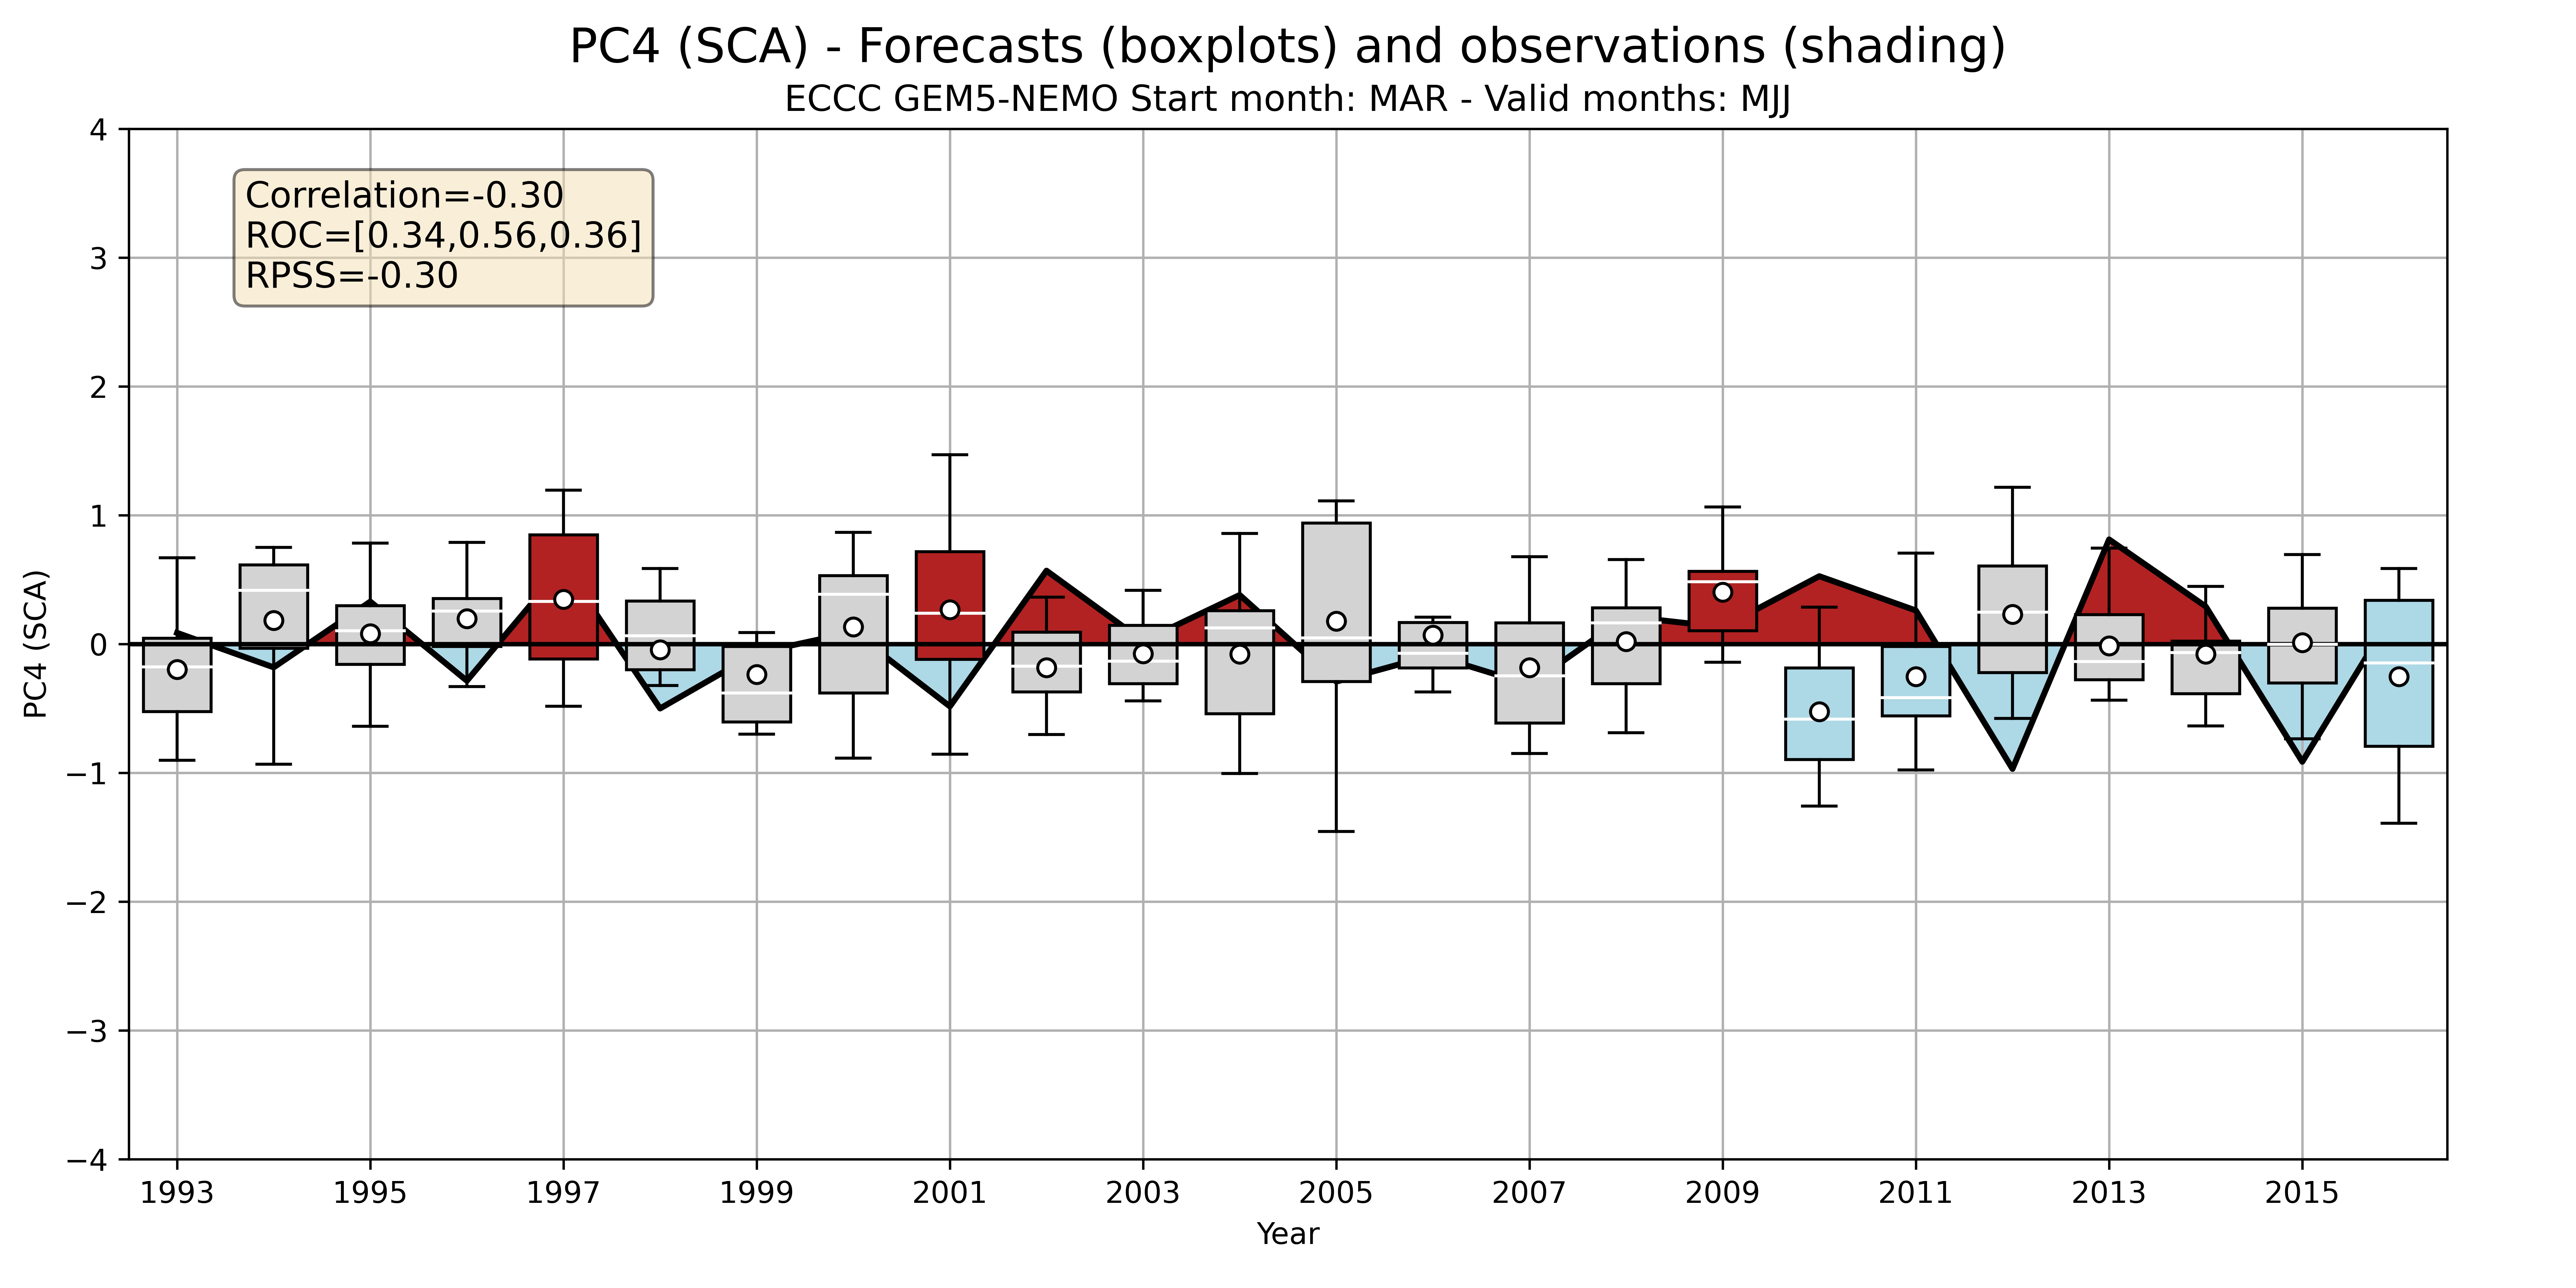 PC4 (SCA) - Forecasts (boxplots) and observations (shading)
ECCC GEM5-NEMO Start month: MAR - Valid months: MJJ
Correlation=-0.30
ROC=[0.34,0.56,0.36]
RPSS=-0.30
PC4 (SCA)
4
3
2
1
0
−1
−2
−3
−4
1993 1995 1997 1999 2001 2003 2005 2007 2009 2011 2013 2015
Year